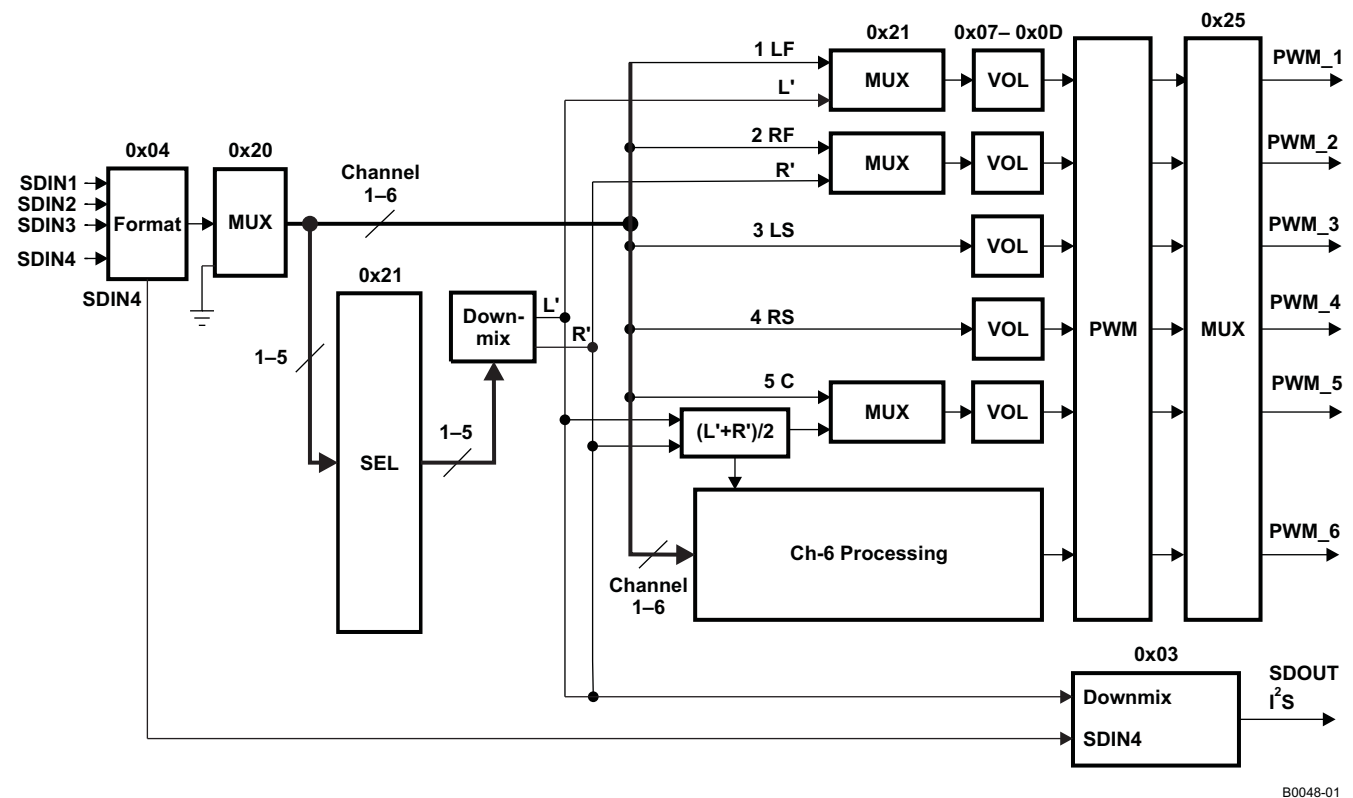 0x25
0x21
0x07– 0x0D
1 LF
MUX
VOL
PWM_1
L'
0x04
0x20
2 RF
MUX
VOL
PWM_2
R'
Channel
1–6
SDIN1
SDIN2
SDIN3
SDIN4
Format
MUX
3 LS
VOL
PWM_3
SDIN4
0x21
Down-
mix
L'
R'
4 RS
VOL
PWM
MUX
PWM_4
1–5
5 C
MUX
VOL
PWM_5
(L'+R')/2
1–5
SEL
Ch-6 Processing
PWM_6
Channel
1–6
0x03
Downmix
SDIN4
SDOUT
I2S
B0048-01